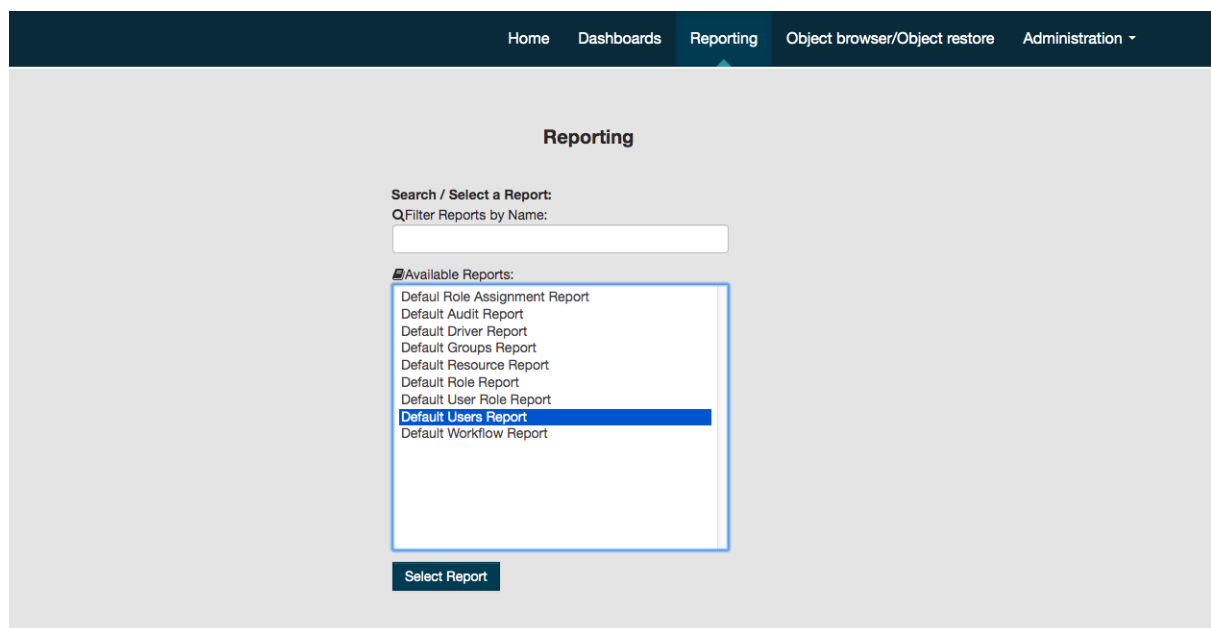 Home Dashboards Reporting Object browser/Object restore Administration
Reporting
Search / Select a Report:
Filter Reports by Name:
Available Reports:
Defaul Role Assignment Report
Default Audit Report
Default Driver Report
Default Groups Report
Default Resource Report
Default Role Report
Default User Role Report
Default Users Report
Default Workflow Report
Select Report